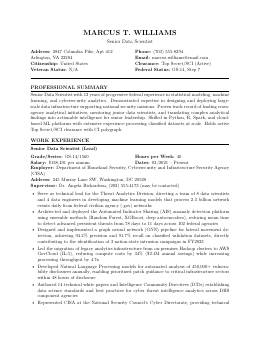 MARCUS T. WILLIAMS
Senior Data Scientist
Address: 2847 Columbia Pike, Apt 412 Phone: (703) 555-8294
Arlington, VA 22204 Email: marcus.williams@email.com
Citizenship: United States Clearance: Top Secret/SCI (Active)
Veteran Status: N/A Federal Status: GS-14, Step 7
PROFESSIONAL SUMMARY
Senior Data Scientist with 12 years of progressive federal experience in statistical modeling, machine
learning, and cybersecurity analytics. Demonstrated expertise in designing and deploying large-
scale data infrastructure supporting national security missions. Proven track record of leading cross-
agency analytical initiatives, mentoring junior data scientists, and translating complex analytical
findings into actionable intelligence for senior leadership. Skilled in Python, R, Spark, and cloud-
based ML platforms with extensive experience processing classified datasets at scale. Holds active
Top Secret/SCI clearance with CI polygraph.
WORK EXPERIENCE
Senior Data Scientist (Lead)
Grade/Series: GS-14/1560 Hours per Week: 40
Salary: per annum Dates: 03/2021 - Present
Employer: Department of Homeland Security, Cybersecurity and Infrastructure Security Agency
(CISA)
Address: 245 Murray Lane SW, Washington, DC 20528
Supervisor: Dr. Angela Richardson, (202) 555-4173 (may be contacted)
• Serve as technical lead for the Threat Analytics Division, directing a team of 8 data scientists
and 4 data engineers in developing machine learning models that process 2.3 billion network
events daily from federal civilian agency (.gov) networks
• Architected and deployed the Automated Intrusion Mapping (AIM) anomaly detection platform
using ensemble methods (Random Forest, XGBoost, deep autoencoders), reducing mean time
to detect advanced persistent threats from 78 days to 11 days across 102 federal agencies
• Designed and implemented a graph neural network (GNN) pipeline for lateral movement de-
tection, achieving 94.7% precision and 91.7% recall on classified validation datasets, directly
contributing to the identification of 3 nation-state intrusion campaigns in FY2023
• Led the migration of legacy analytics infrastructure from on-premises Hadoop clusters to AWS
GovCloud (IL4/5), reducing compute costs by 34% ($2.1M annual savings) while increasing
processing throughput by 4.7x
• Developed Natural Language Processing models for automated analysis of 450,000+ vulnera-
bility disclosures annually, enabling prioritized patch guidance to critical infrastructure sectors
within 48 hours of disclosure
• Authored 14 technical white papers and Intelligence Community Directives (ICDs) establishing
data science standards and best practices for cyber threat intelligence analytics across DHS
component agencies
• Represented CISA at the National Security Council's Cyber Directorate, providing technical